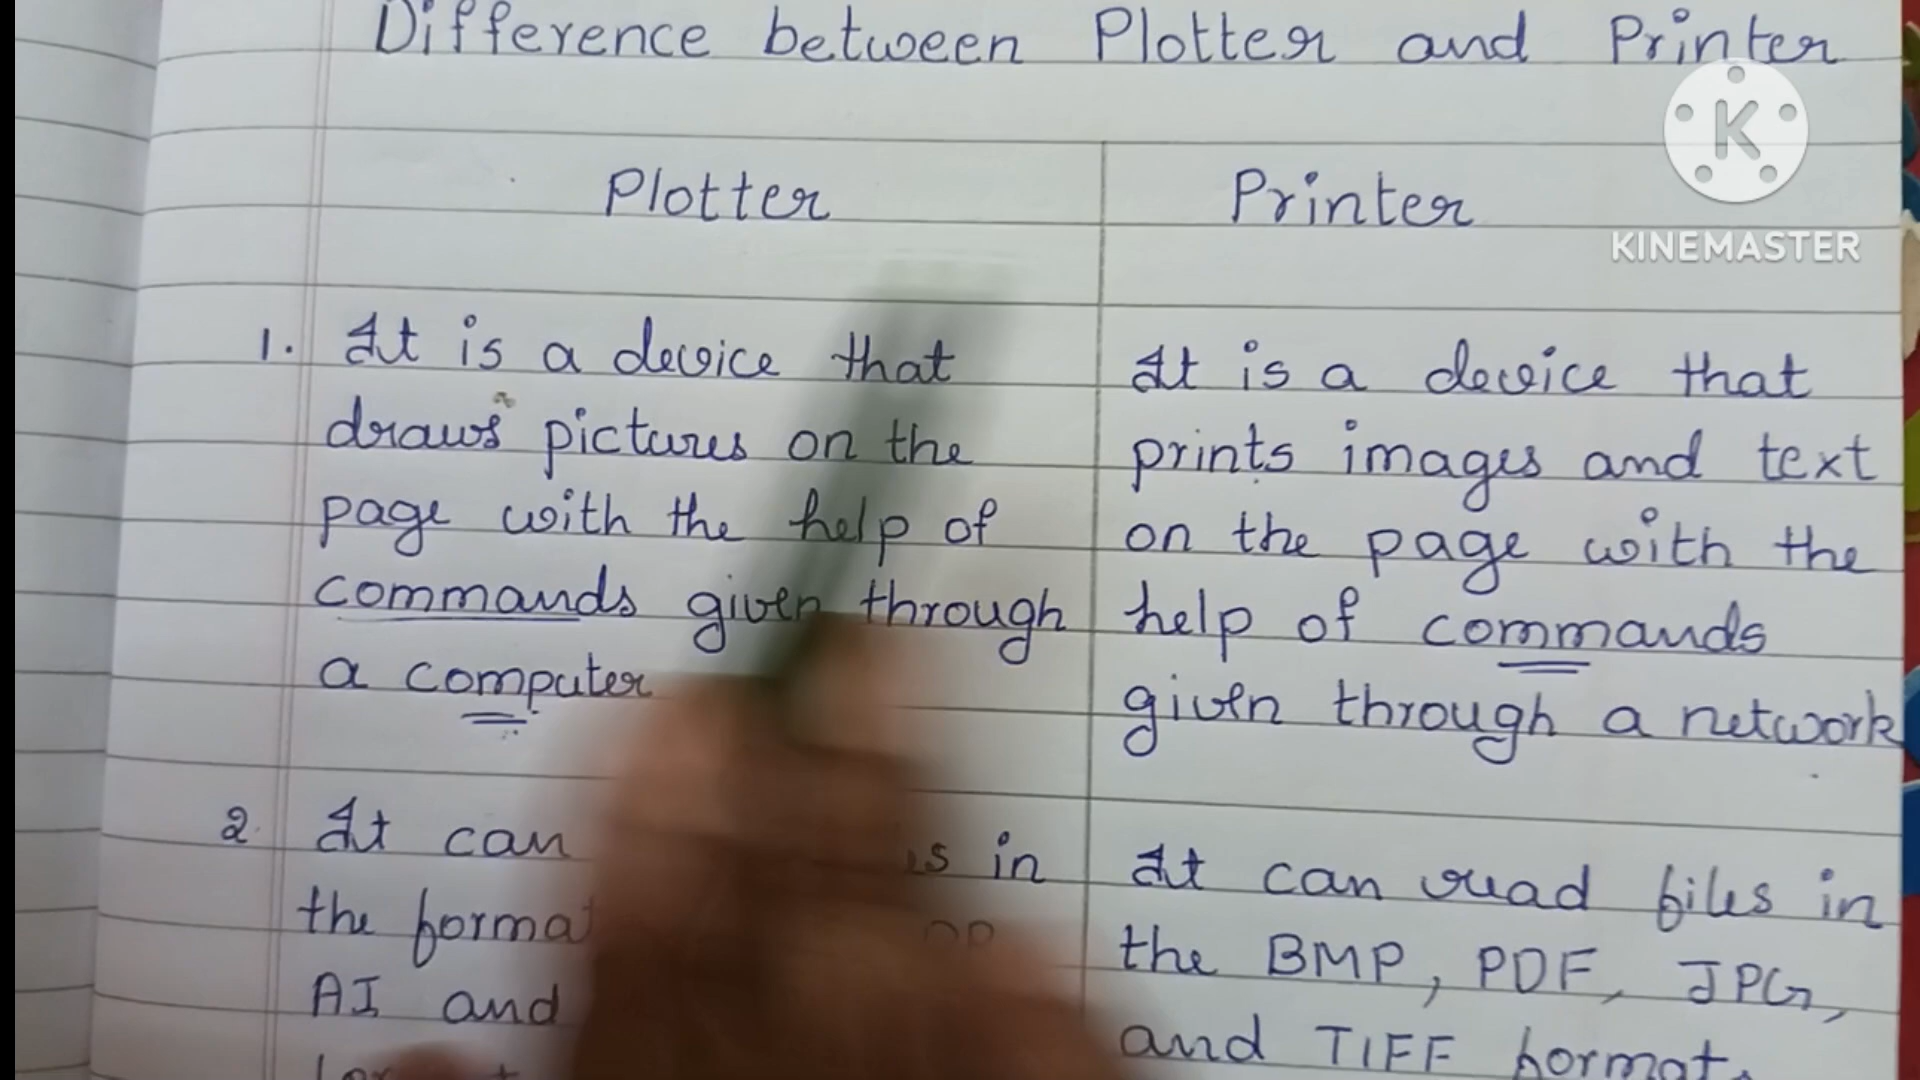 Difference between Plotter and Printer
Plotter
Printer
KINEMASTER
1. It is a device that
draws pictures on the
page with the help of
commands given through
a computer
It is a device that
prints images and text
on the page with the
help of commands
given through a network
2. It can in
the
AI and
It can read files in
the BMP, PDF, JPG,
and TIFF format.